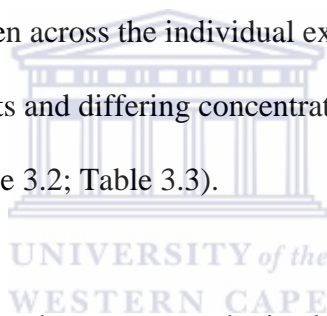 en across the individual ex
ts and differing concentrat
e 3.2; Table 3.3).
UNIVERSITY of the
WESTERN CAPE